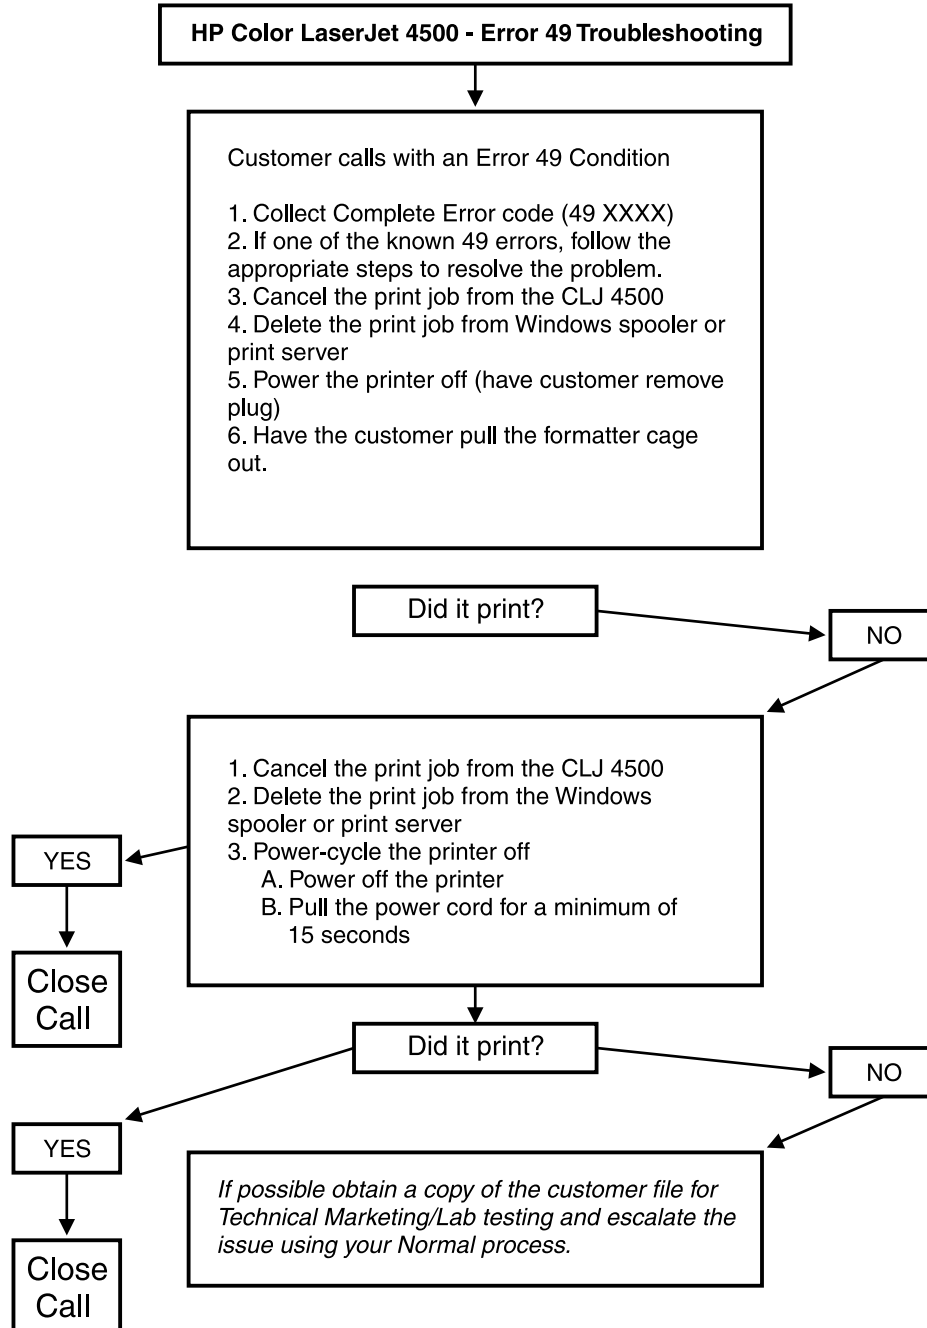 HP Color LaserJet 4500 - Error 49 Troubleshooting
Customer calls with an Error 49 Condition
1. Collect Complete Error code (49 XXXX)
2. If one of the known 49 errors, follow the
appropriate steps to resolve the problem.
3. Cancel the print job from the CLJ 4500
4. Delete the print job from Windows spooler or
print server
5. Power the printer off (have customer remove
plug)
6. Have the customer pull the formatter cage
out.
Did it print?
NO
1. Cancel the print job from the CLJ 4500
2. Delete the print job from the Windows
spooler or print server
3. Power-cycle the printer off
A. Power off the printer
B. Pull the power cord for a minimum of
15 seconds
YES
Close
Call
Did it print?
NO
YES
If possible obtain a copy of the customer file for
Technical Marketing/Lab testing and escalate the
issue using your Normal process.
Close
Call